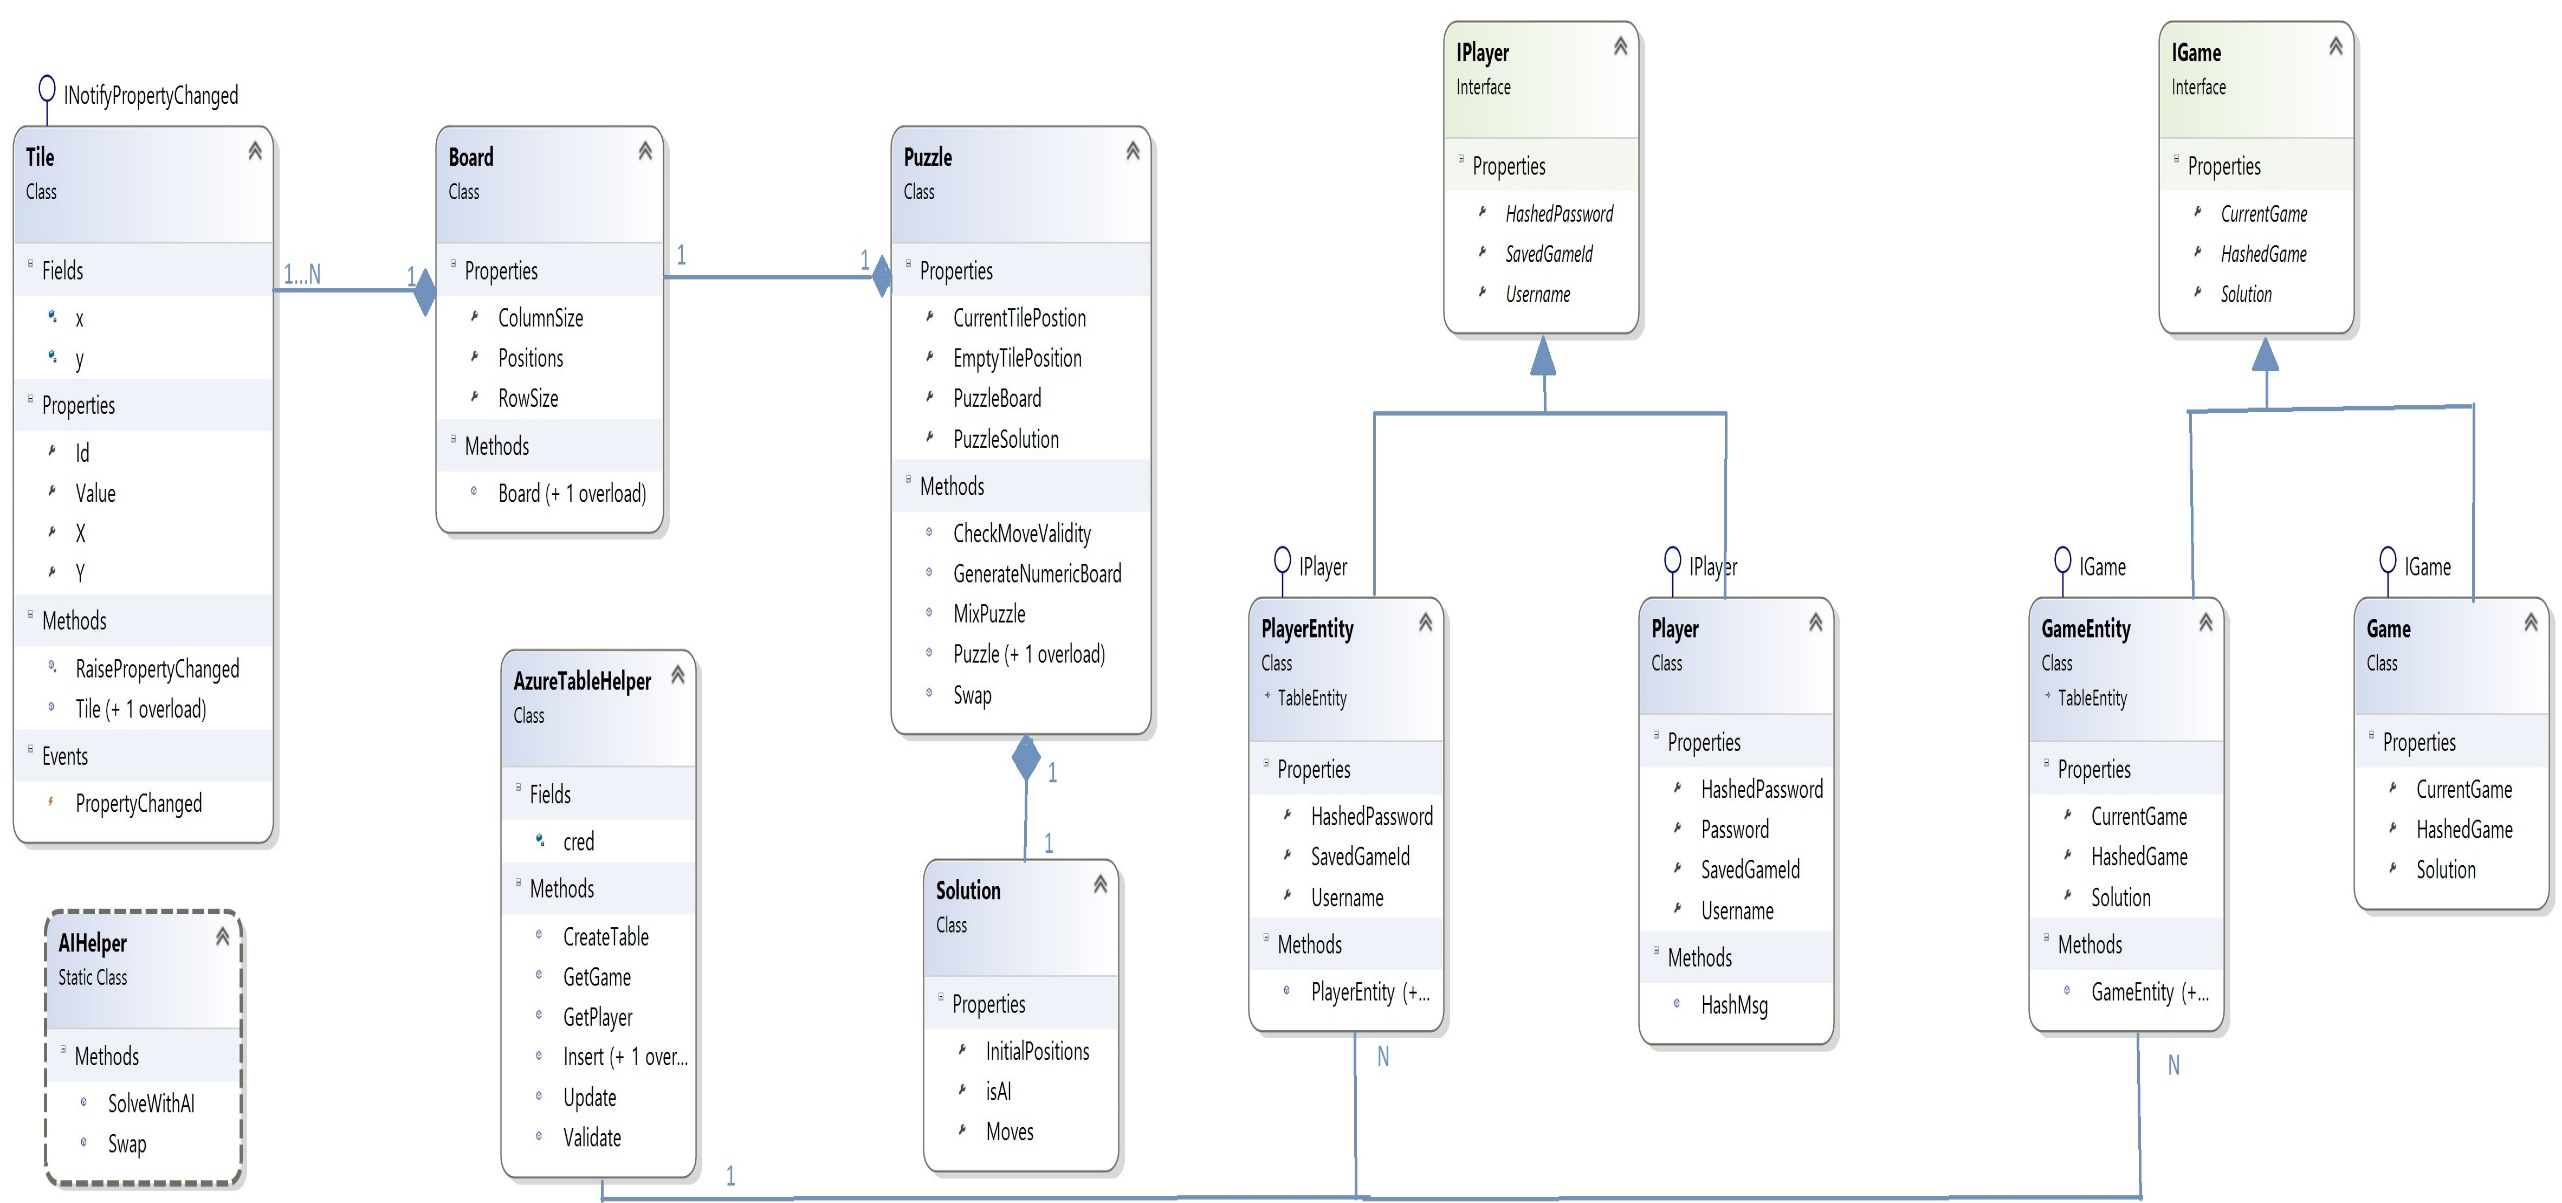 INotifyPropertyChanged
Tile
Class
Fields
x
y
Properties
Id
Value
X
Y
Methods
RaisePropertyChanged
Tile (+ 1 overload)
Events
PropertyChanged
1...N
1
Board
Class
Properties
ColumnSize
Positions
RowSize
Methods
Board (+ 1 overload)
1
1
Puzzle
Class
Properties
CurrentTilePostion
EmptyTilePosition
PuzzleBoard
PuzzleSolution
Methods
CheckMoveValidity
GenerateNumericBoard
MixPuzzle
Puzzle (+ 1 overload)
Swap
1
1
Solution
Class
Properties
InitialPositions
isAI
Moves
AIHelper
Static Class
Methods
SolveWithAI
Swap
AzureTableHelper
Class
Fields
cred
Methods
CreateTable
GetGame
GetPlayer
Insert (+ 1 over...
Update
Validate
1
IPlayer
Interface
Properties
HashedPassword
SavedGameId
Username
IPlayer
PlayerEntity
Class
TableEntity
Properties
HashedPassword
SavedGameId
Username
Methods
PlayerEntity (+...
N
IPlayer
Player
Class
Properties
HashedPassword
Password
SavedGameId
Username
Methods
HashMsg
IGame
Interface
Properties
CurrentGame
HashedGame
Solution
IGame
GameEntity
Class
TableEntity
Properties
CurrentGame
HashedGame
Solution
Methods
GameEntity (+...
N
IGame
Game
Class
Properties
CurrentGame
HashedGame
Solution